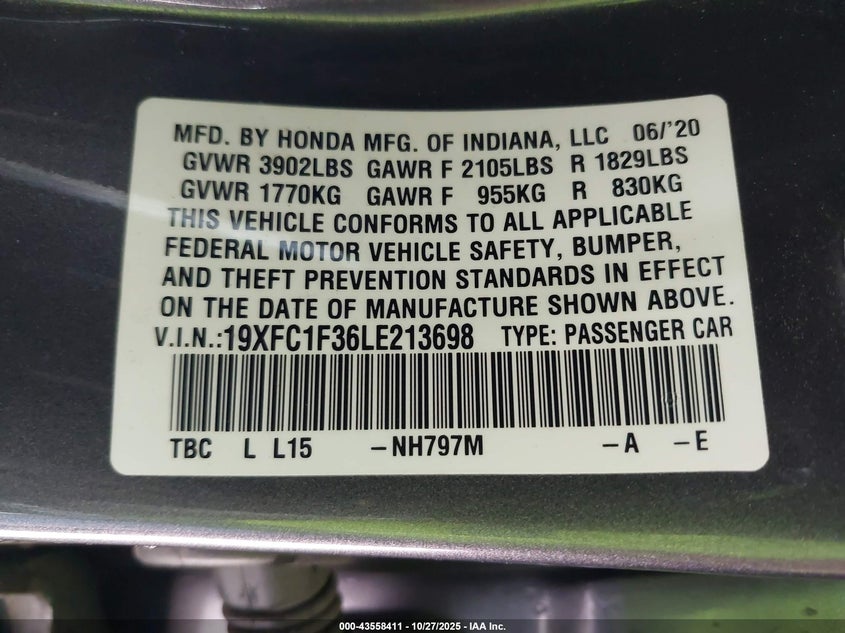 MFD. BY HONDA MFG. OF INDIANA, LLC 06/'20
GVWR 3902LBS GAWR F 2105LBS R 1829LBS
GVWR 1770KG GAWR F 955KG R 830KG
THIS VEHICLE CONFORMS TO ALL APPLICABLE
FEDERAL MOTOR VEHICLE SAFETY, BUMPER,
AND THEFT PREVENTION STANDARDS IN EFFECT
ON THE DATE OF MANUFACTURE SHOWN ABOVE.
V.I.N.:19XFC1F36LE213698 TYPE: PASSENGER CAR
TBC L L15 –NH797M –A –E
000-43558411 - 10/27/2025 - IAA Inc.